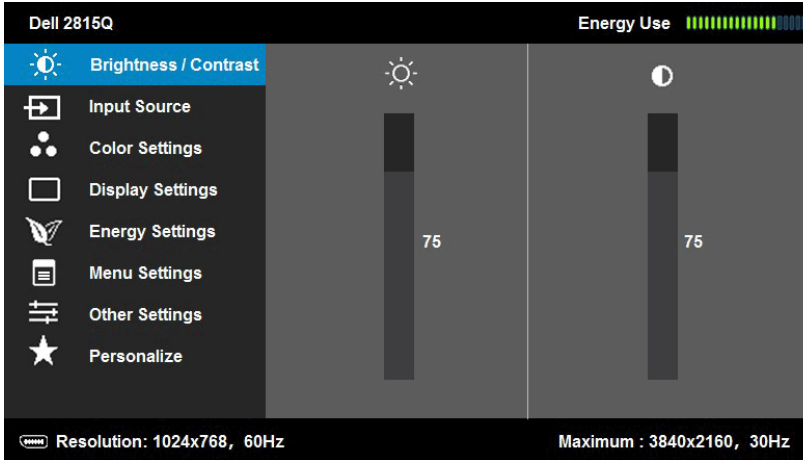 Dell 2815Q Energy Use
Brightness / Contrast
Input Source
Color Settings
Display Settings
Energy Settings
Menu Settings
Other Settings
Personalize
75 75
Resolution: 1024x768, 60Hz Maximum : 3840x2160, 30Hz